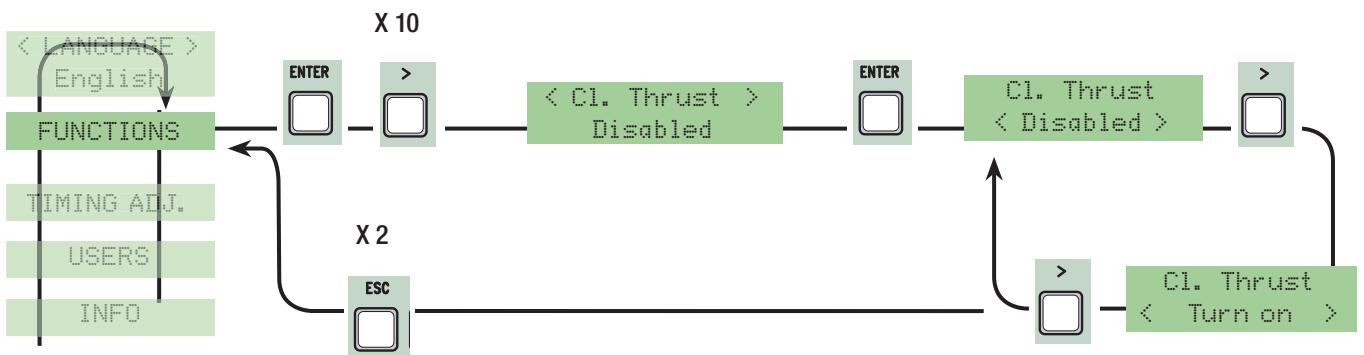 X 10
< LANGUAGE >
English
FUNCTIONS
TIMING ADJ.
USERS
INFO
ENTER
>
< Cl. Thrust >
Disabled
ENTER
Cl. Thrust
< Disabled >
>
X 2
ESC
>
Cl. Thrust
< Turn on >